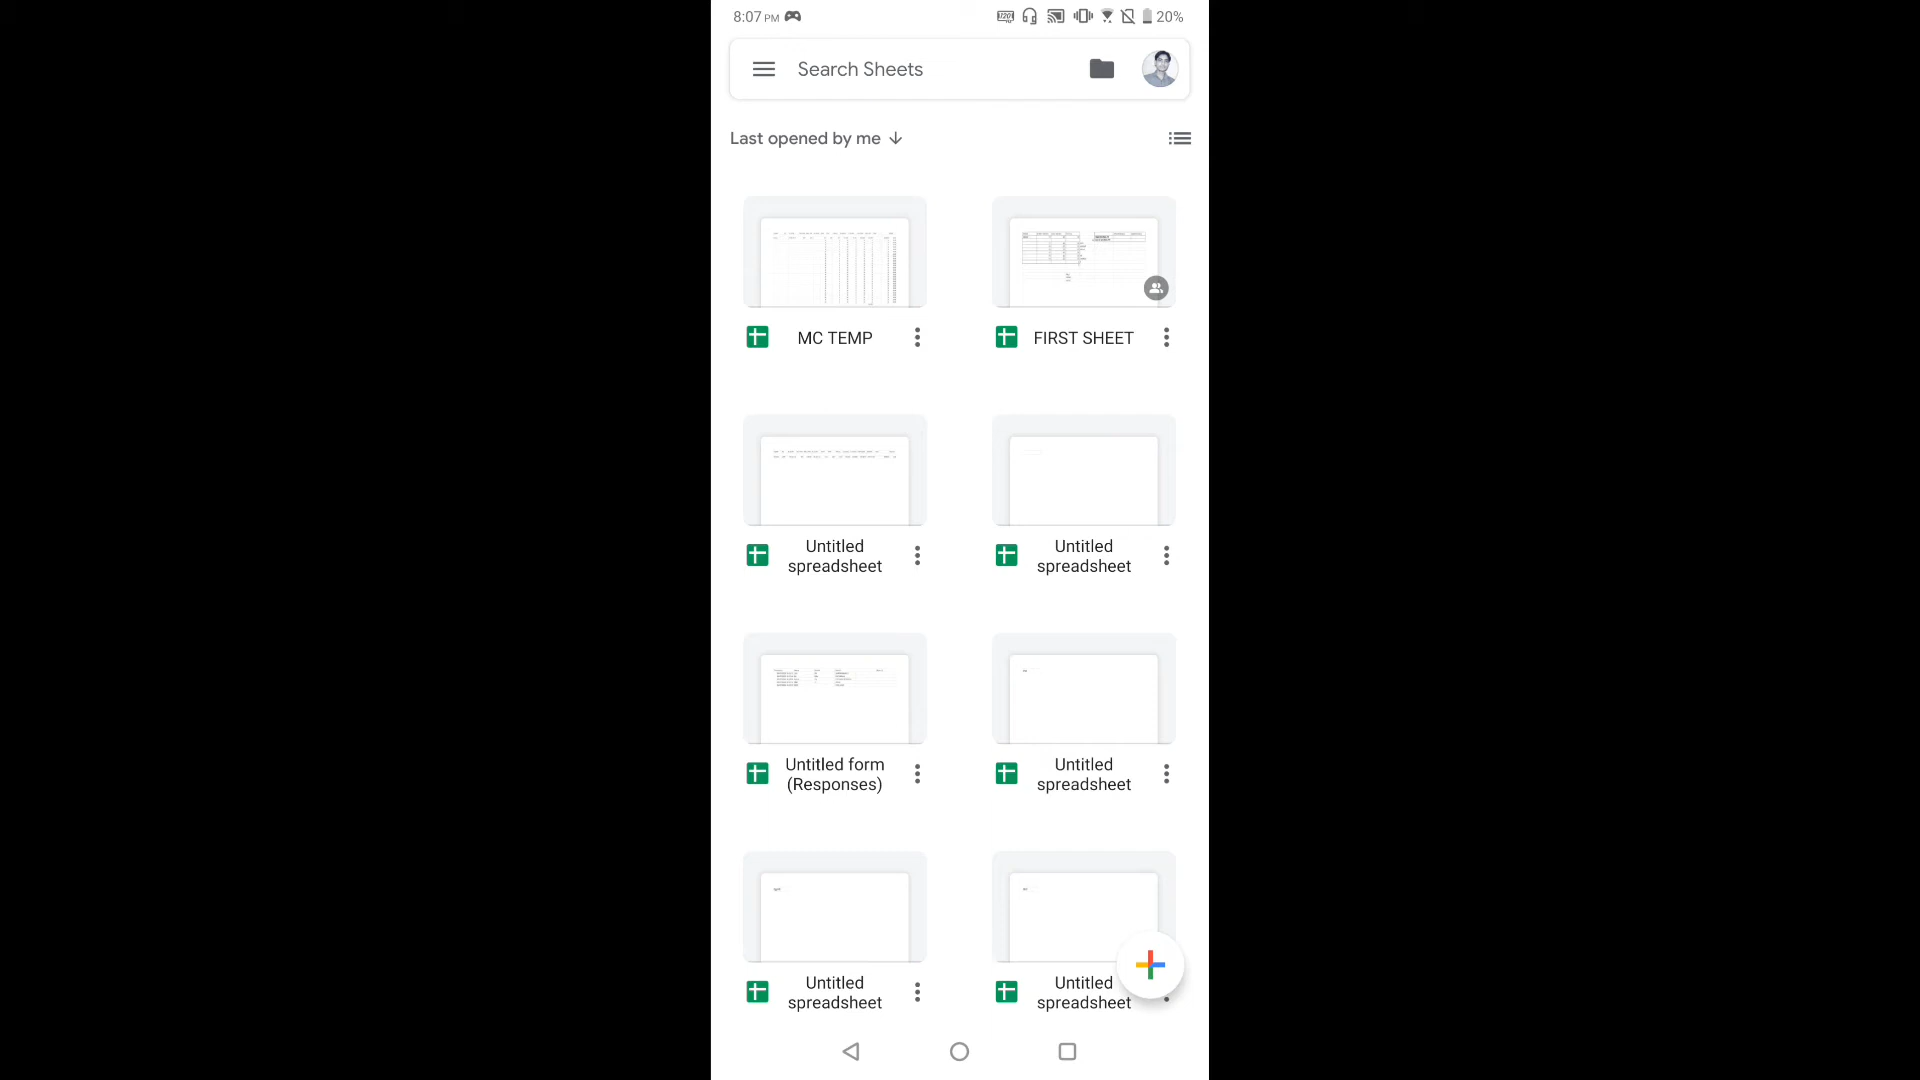 8:07 PM
20%
Search Sheets
Last opened by me
MC TEMP
FIRST SHEET
Untitled
spreadsheet
Untitled
spreadsheet
Untitled form
(Responses)
Untitled
spreadsheet
Untitled
spreadsheet
Untitled
spreadsheet